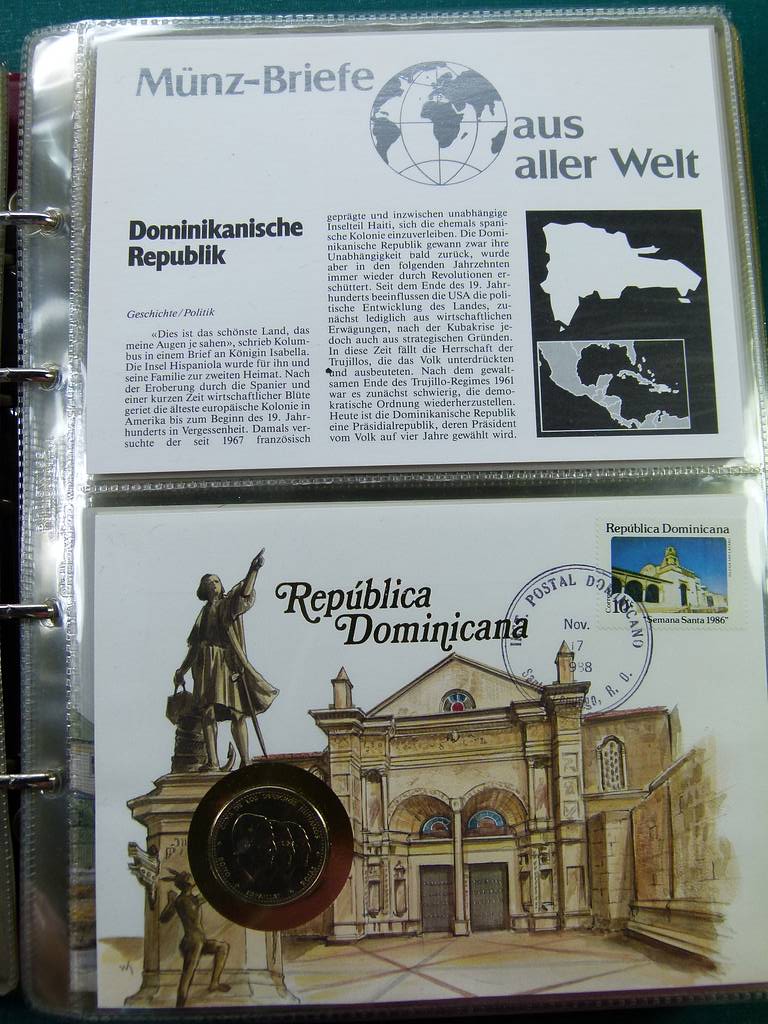 Münz-Briefe
aus
aller Welt
Dominikanische
Republik
Geschichte/Politik
«Dies ist das schönste Land, das
meine Augen je sahen», schrieb Kolum-
bus in einem Brief an Königin Isabella.
Die Insel Hispaniola wurde für ihn und
seine Familie zur zweiten Heimat. Nach
der Eroberung durch die Spanier und
einer kurzen Zeit wirtschaftlicher Blüte
geriet die älteste europäische Kolonie in
Amerika bis zum Beginn des 19. Jahr-
hunderts in Vergessenheit. Damals ver-
suchte der seit 1967 französisch
geprägte und inzwischen unabhängige
Inselteil Haiti, sich die ehemals spani-
sche Kolonie einzuverleiben. Die Domi-
nikanische Republik gewann zwar ihre
Unabhängigkeit bald zurück, wurde
aber in den folgenden Jahrzehnten
immer wieder durch Revolutionen er-
schüttert. Seit dem Ende des 19. Jahr-
hunderts beeinflussen die USA die poli-
tische Entwicklung des Landes, zu-
nächst lediglich aus wirtschaftlichen
Erwägungen, nach der Kubakrise je-
doch auch aus strategischen Gründen.
In diese Zeit fällt die Herrschaft der
Trujillos, die das Volk unterdrückten
und ausbeuteten. Nach dem gewalt-
samen Ende des Trujillo-Regimes 1961
war es zunächst schwierig, die demo-
kratische Ordnung wiederherzustellen.
Heute ist die Dominikanische Republik
eine Präsidialrepublik, deren Präsident
vom Volk auf vier Jahre gewählt wird.
República Dominicana
10
"Semana Santa 1986"
República
Dominicana
POSTAL DOMINICANO
Nov.
17
1988
R. D.